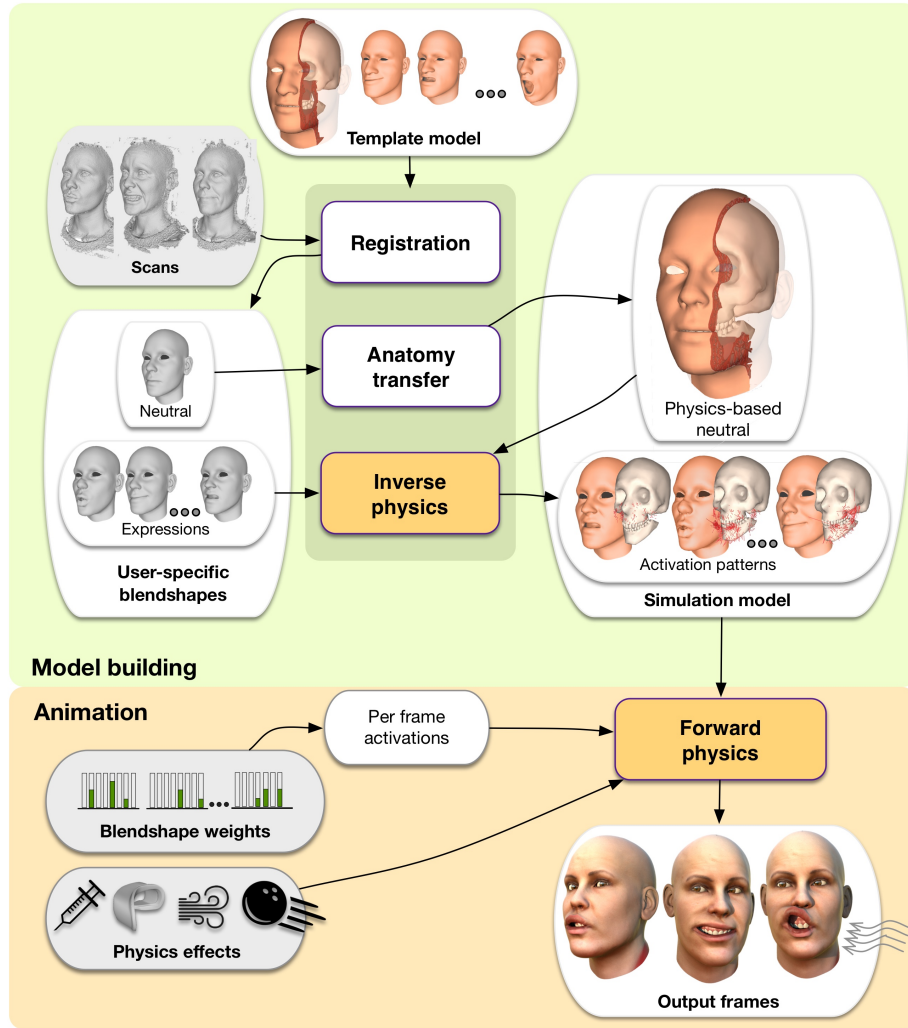 Template model
Scans
Registration
Anatomy
transfer
Neutral
Physics-based
neutral
Inverse
physics
Expressions
User-specific
blendshapes
Activation patterns
Simulation model
Model building
Animation
Per frame
activations
Forward
physics
Blendshape weights
Physics effects
Output frames